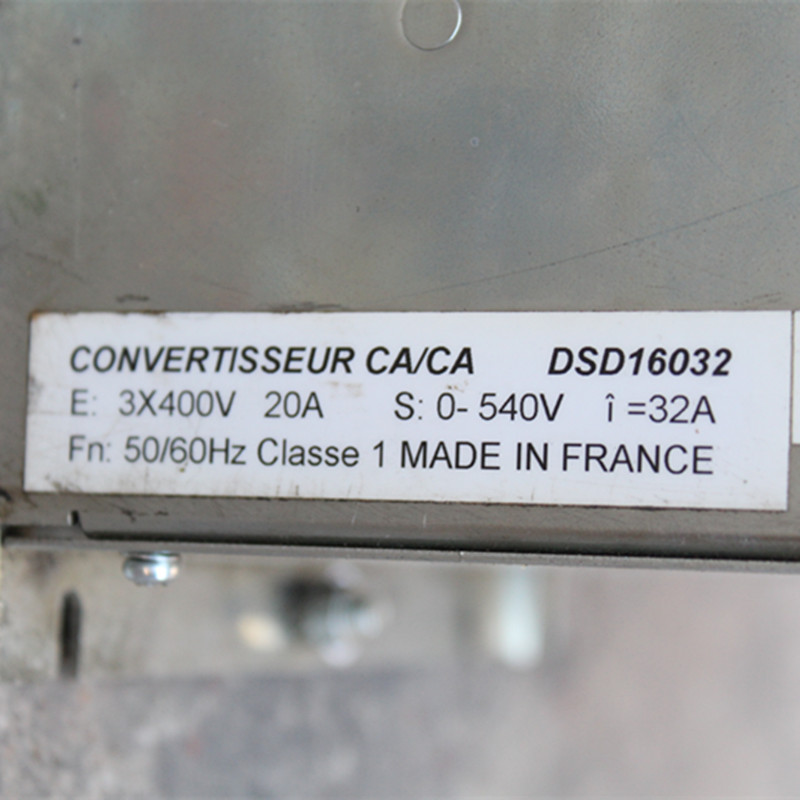 CONVERTISSEUR CA/CA DSD16032
E: 3X400V 20A S: 0- 540V î =32A
Fn: 50/60Hz Classe 1 MADE IN FRANCE